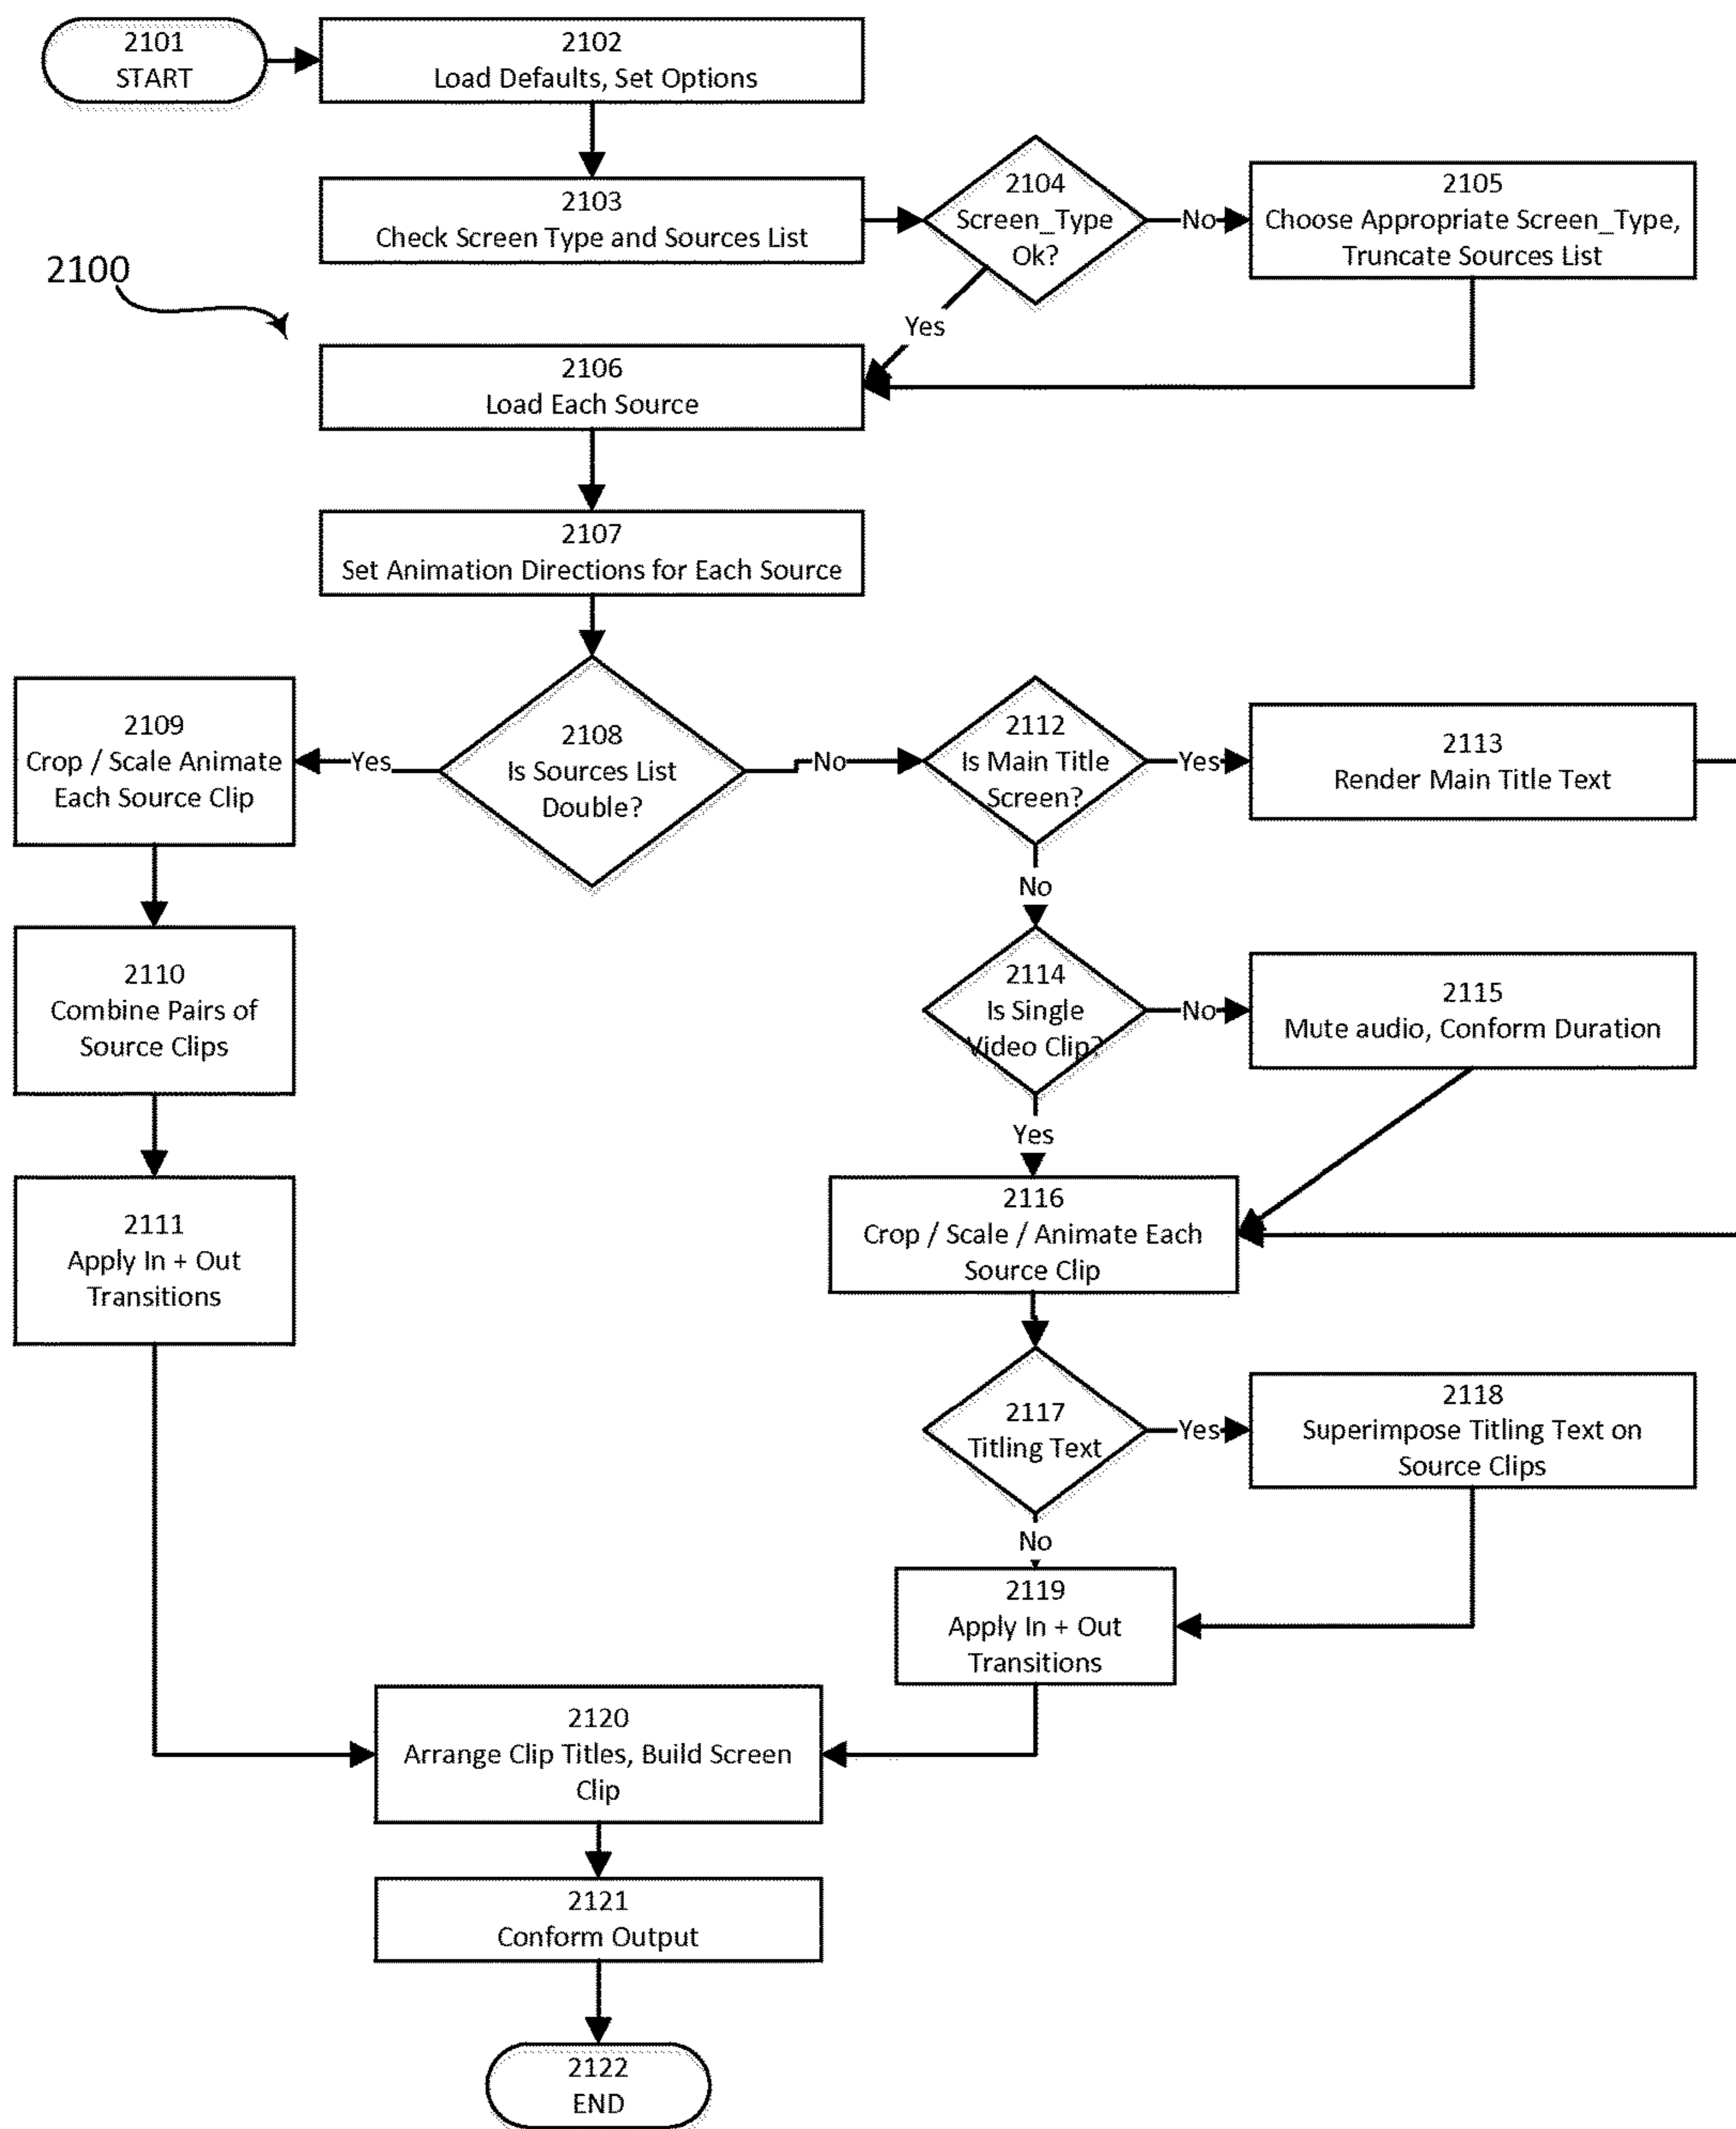 2101
START
2102
Load Defaults, Set Options
2103
Check Screen Type and Sources List
2104
Screen_Type
Ok?
No
2105
Choose Appropriate Screen_Type,
Truncate Sources List
2100
Yes
2106
Load Each Source
2107
Set Animation Directions for Each Source
2109
Crop / Scale Animate
Each Source Clip
Yes
2108
Is Sources List
Double?
No
2112
Is Main Title
Screen?
Yes
2113
Render Main Title Text
No
2110
Combine Pairs of
Source Clips
2114
Is Single
Video Clip?
No
2115
Mute audio, Conform Duration
Yes
2111
Apply In + Out
Transitions
2116
Crop / Scale / Animate Each
Source Clip
2117
Titling Text
Yes
2118
Superimpose Titling Text on
Source Clips
No
2119
Apply In + Out
Transitions
2120
Arrange Clip Titles, Build Screen
Clip
2121
Conform Output
2122
END